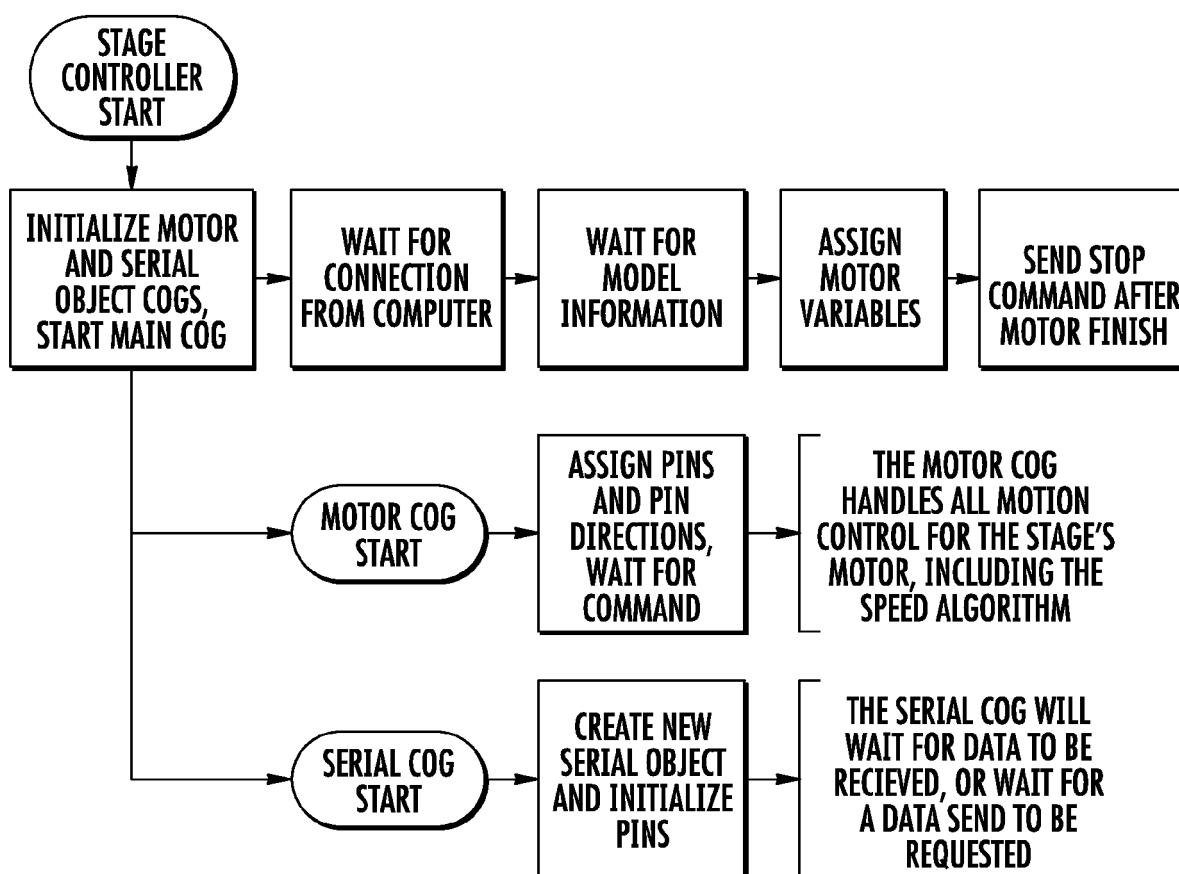 STAGE
CONTROLLER
START
INITIALIZE MOTOR
AND SERIAL
OBJECT COGS,
START MAIN COG
WAIT FOR
CONNECTION
FROM COMPUTER
WAIT FOR
MODEL
INFORMATION
ASSIGN
MOTOR
VARIABLES
SEND STOP
COMMAND AFTER
MOTOR FINISH
MOTOR COG
START
ASSIGN PINS
AND PIN
DIRECTIONS,
WAIT FOR
COMMAND
THE MOTOR COG
HANDLES ALL MOTION
CONTROL FOR THE STAGE'S
MOTOR, INCLUDING THE
SPEED ALGORITHM
SERIAL COG
START
CREATE NEW
SERIAL OBJECT
AND INITIALIZE
PINS
THE SERIAL COG WILL
WAIT FOR DATA TO BE
RECIEVED, OR WAIT FOR
A DATA SEND TO BE
REQUESTED